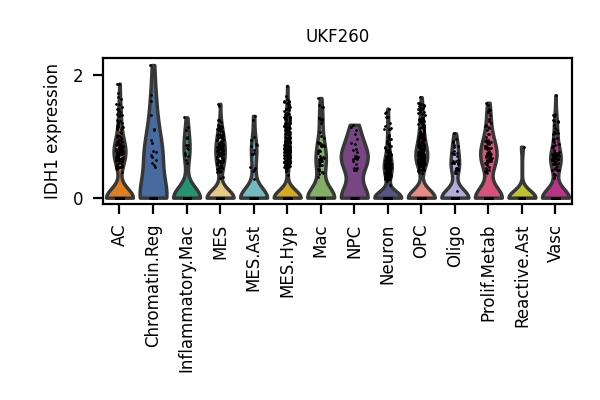 UKF260
IDH1 expression
2
0
AC
Chromatin.Reg
Inflammatory.Mac
MES
MES.Ast
MES.Hyp
Mac
NPC
Neuron
OPC
Oligo
Prolif.Metab
Reactive.Ast
Vasc